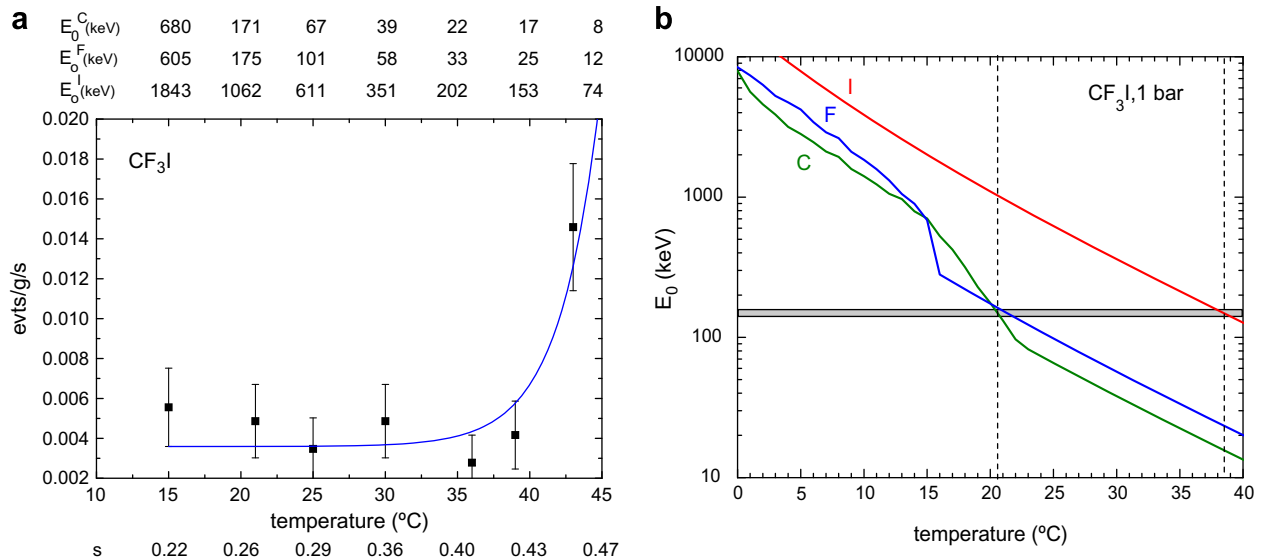 a
E₀ᶜ(keV) 680 171 67 39 22 17 8
Eₒᶠ(keV) 605 175 101 58 33 25 12
Eₒᴵ(keV) 1843 1062 611 351 202 153 74
0.020
0.018
0.016
0.014
0.012
0.010
0.008
0.006
0.004
0.002
evts/g/s
CF₃I
10 15 20 25 30 35 40 45
temperature (ºC)
s 0.22 0.26 0.29 0.36 0.40 0.43 0.47
b
10000
1000
100
10
E₀ (keV)
CF₃I,1 bar
I
F
C
0 5 10 15 20 25 30 35 40
temperature (ºC)